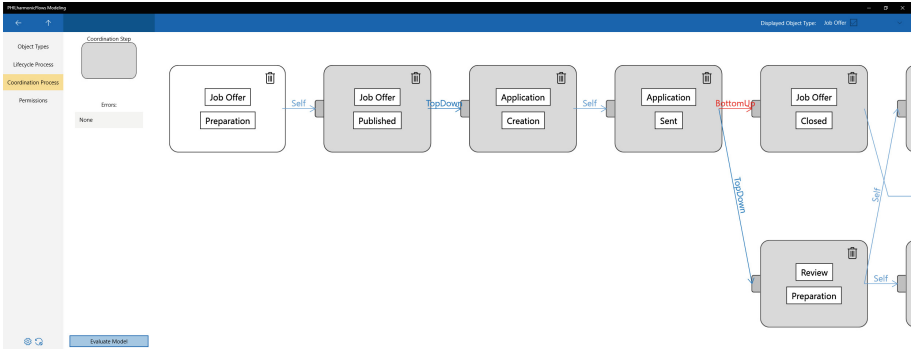 PHILharmonicFlows Modeling
Displayed Object Type: Job Offer
Object Types
Lifecycle Process
Coordination Process
Permissions
Coordination Step
Errors:
None
Job Offer
Preparation
Self
Job Offer
Published
TopDown
Application
Creation
Self
Application
Sent
BottomUp
Job Offer
Closed
TopDown
Self
Review
Preparation
Self
Evaluate Model